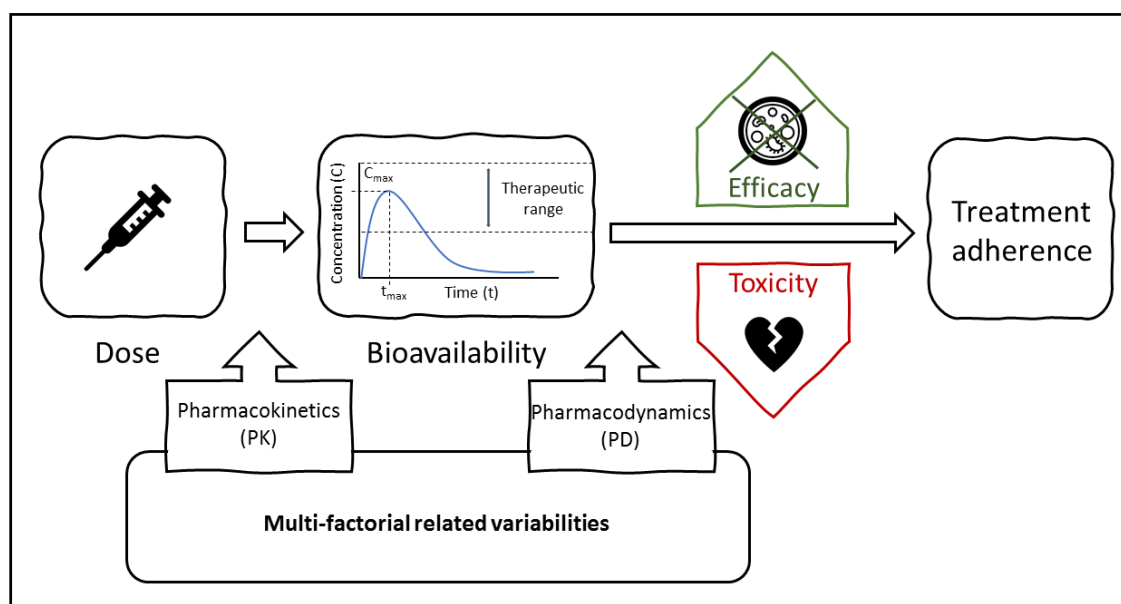 Dose
Concentration (C)
Cmax
Therapeutic
range
tmax
Time (t)
Bioavailability
Efficacy
Toxicity
Treatment
adherence
Pharmacokinetics
(PK)
Pharmacodynamics
(PD)
Multi-factorial related variabilities